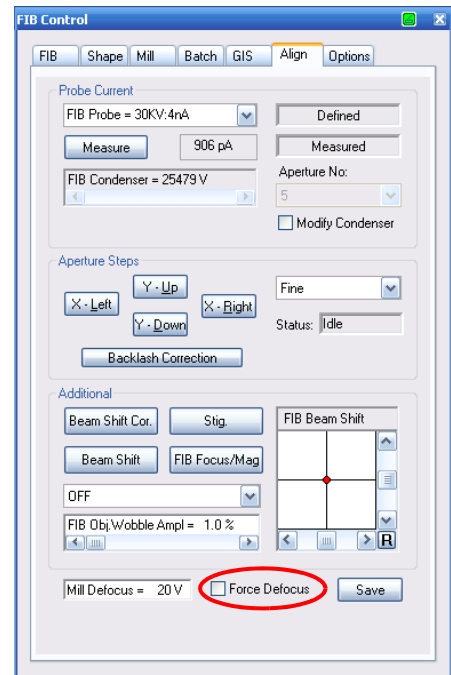 FIB Control
FIB Shape Mill Batch GIS Align Options
Probe Current
FIB Probe = 30KV:4nA
Defined
Measure 906 pA Measured
FIB Condenser = 25479 V
Aperture No:
5
Modify Condenser
Aperture Steps
Y - Up
Fine
X - Left X - Right
Y - Down Status: Idle
Backlash Correction
Additional
Beam Shift Cor. Stig. FIB Beam Shift
Beam Shift FIB Focus/Mag
OFF
FIB Obj.Wobble Ampl = 1.0 %
R
Mill Defocus = 20 V Force Defocus Save